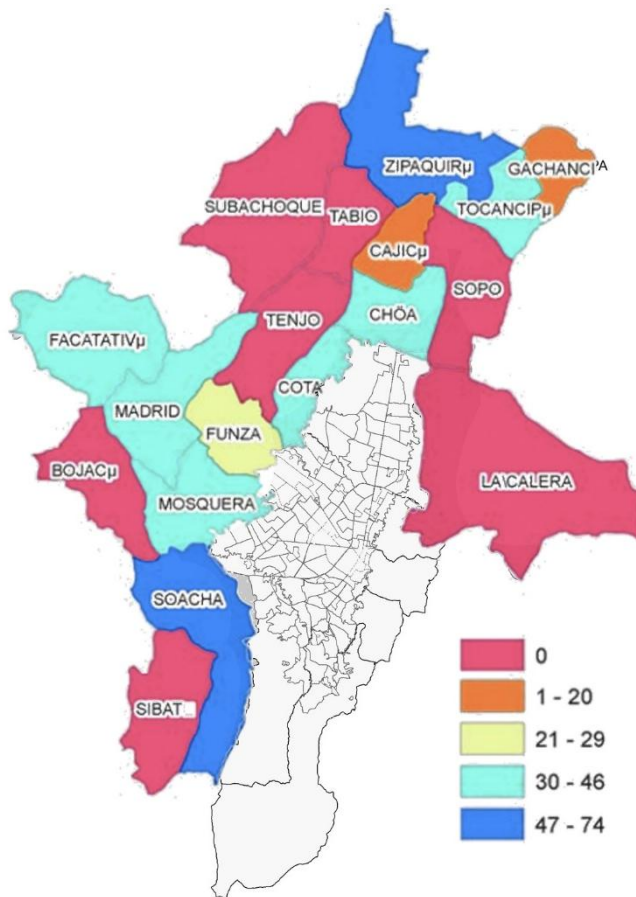 ZIPAQUIRµ
GACHANCIPA
SUBACHOQUE
TABIO
TOCANCIPµ
CAJICµ
SOPO
CHÖA
TENJO
FACATATIVµ
COTA
MADRID
FUNZA
BOJACµ
LA CALERA
MOSQUERA
SOACHA
SIBAT...
0
1 - 20
21 - 29
30 - 46
47 - 74